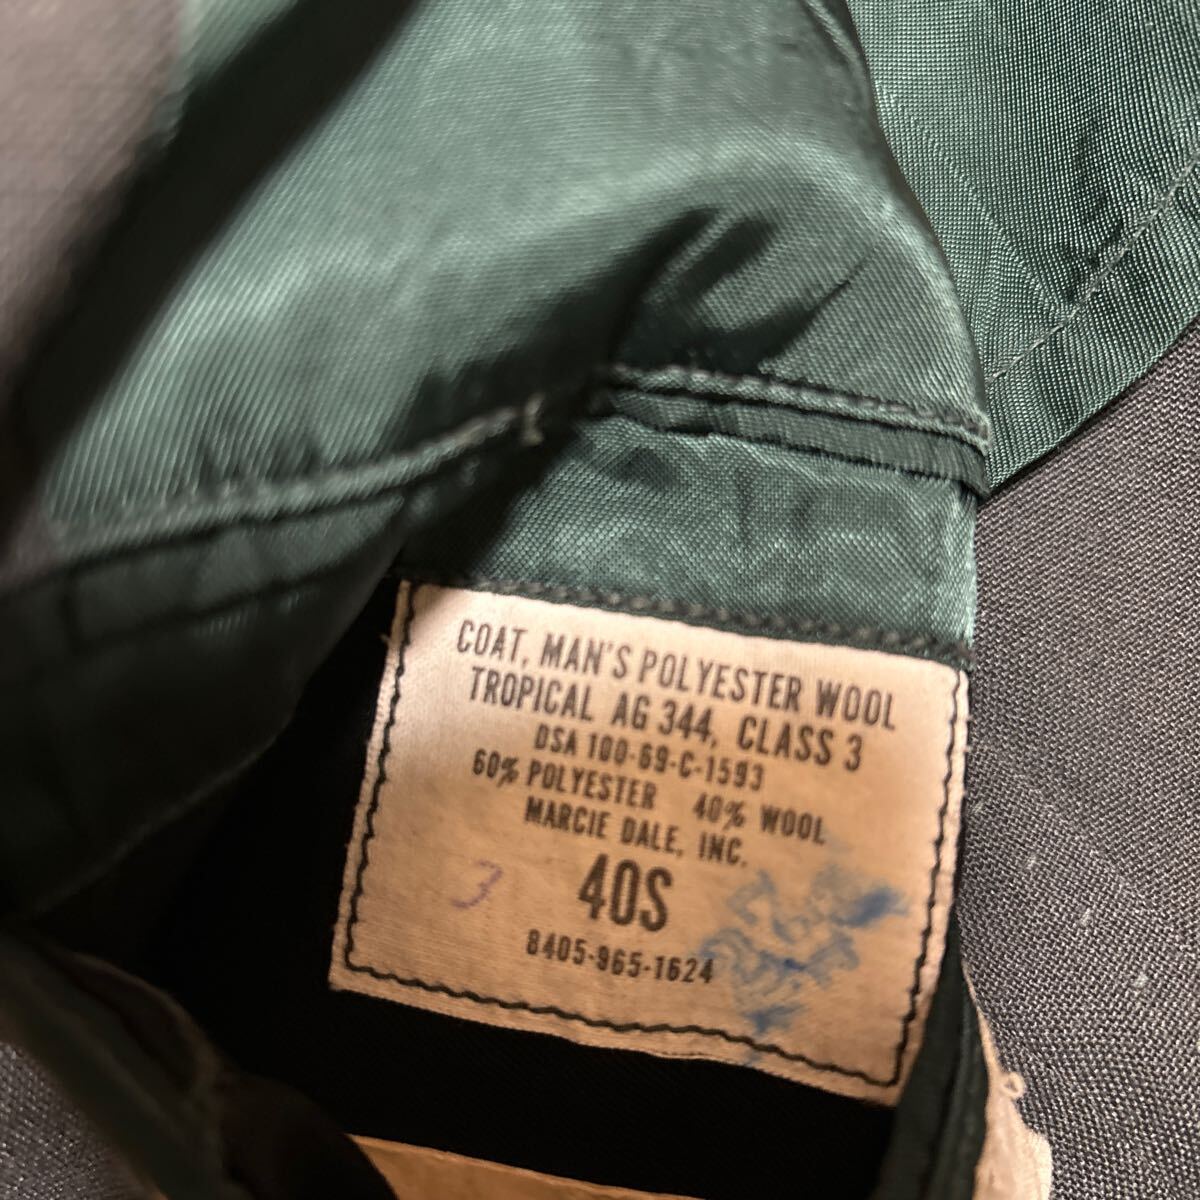 COAT, MAN'S POLYESTER WOOL
TROPICAL AG 344, CLASS 3
DSA 100-69-C-1593
60% POLYESTER 40% WOOL
MARCIE DALE, INC.
3
40S
8405-965-1624